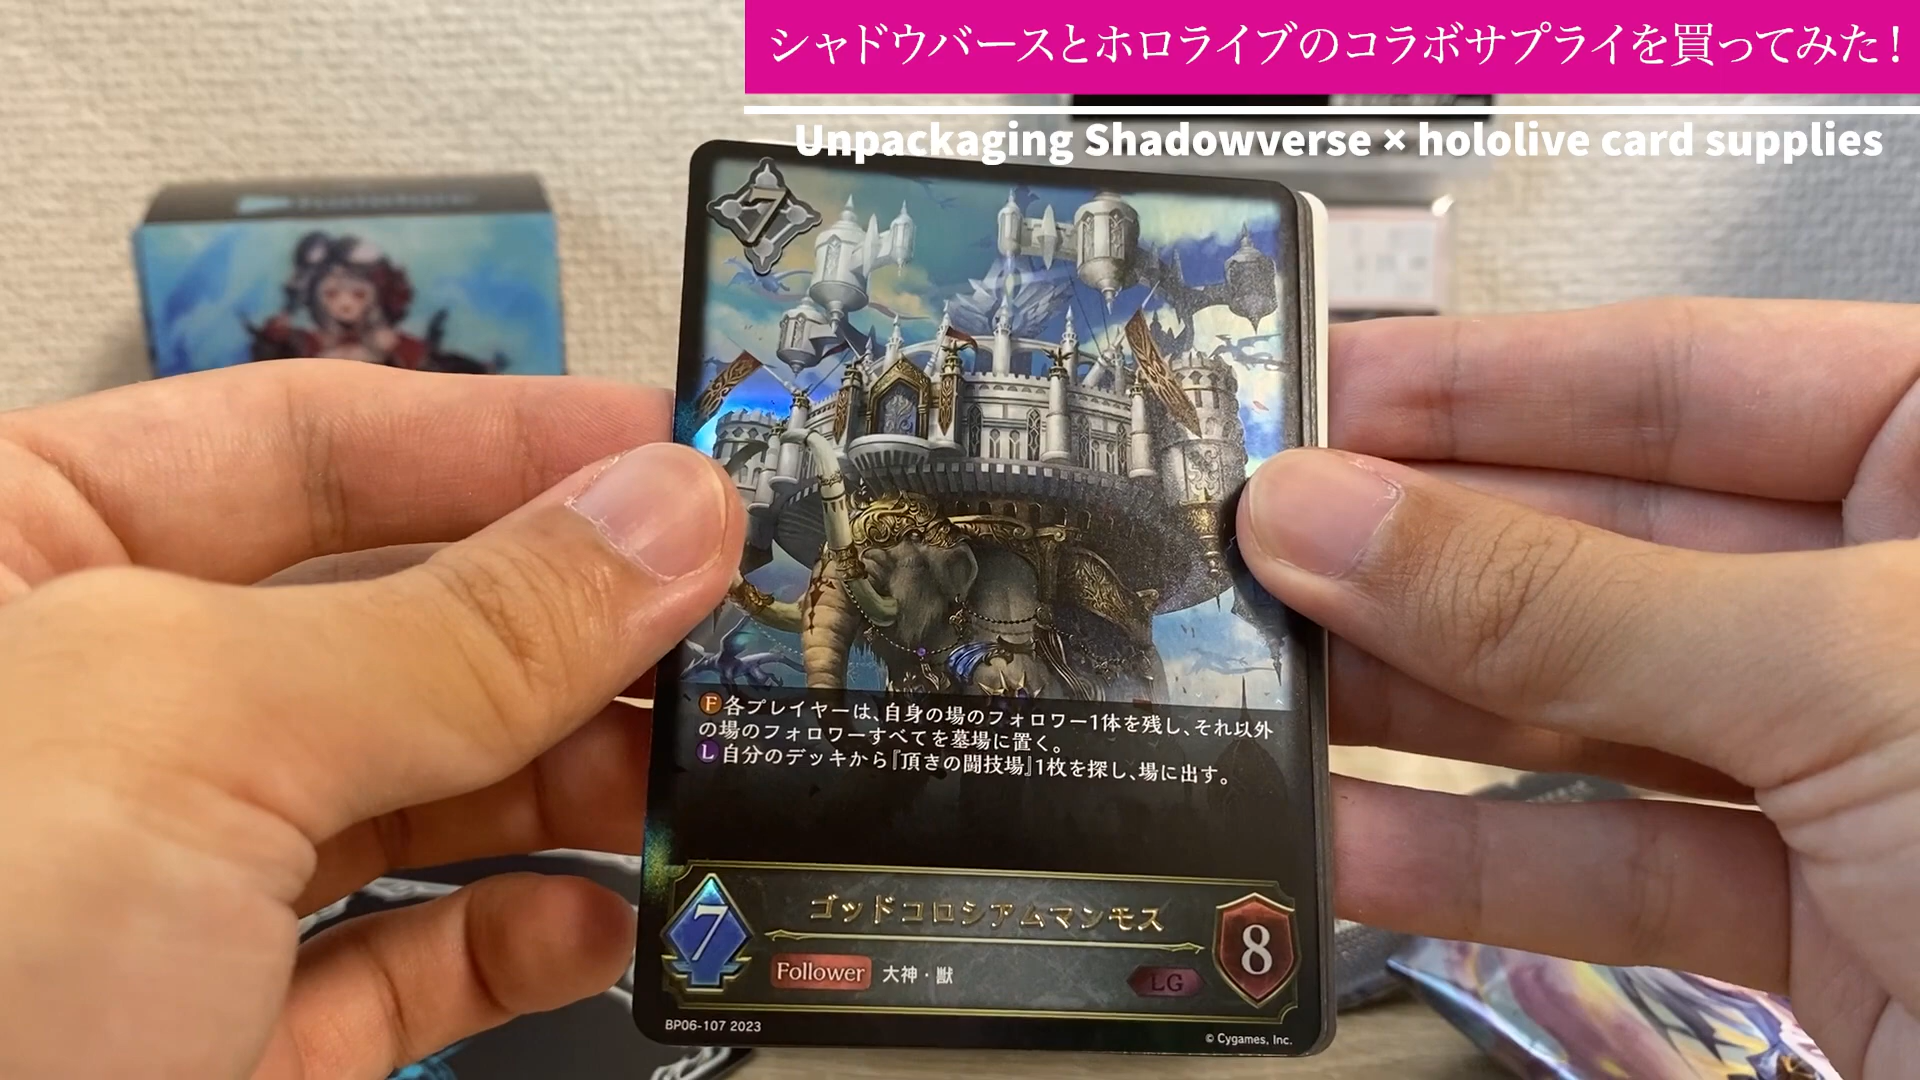 シャドウバースとホロライブのコラボサプライを買ってみた!
Unpackaging Shadowverse × hololive card supplies
7
F 各プレイヤーは、自身の場のフォロワー1体を残し、それ以外
の場のフォロワーすべてを墓場に置く。
L 自分のデッキから『頂きの闘技場』1枚を探し、場に出す。
7
ゴッドコロシアムマンモス
8
Follower 大神・獣
LG
BP06-107 2023
© Cygames, Inc.